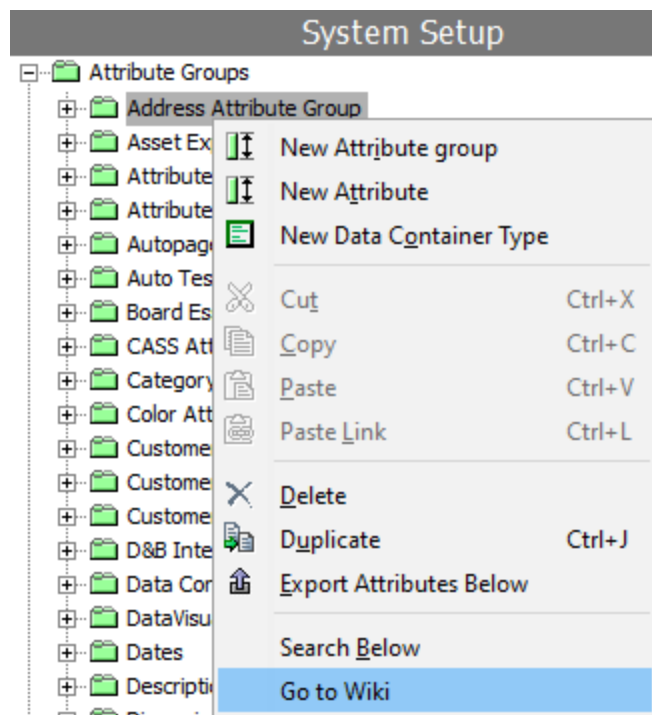 System Setup
Attribute Groups
Address Attribute Group
Asset Ex
New Attribute group
Attribute
New Attribute
Attribute
New Data Container Type
Autopag
Auto Tes
Cut Ctrl+X
Board Es
CASS Att
Copy Ctrl+C
Category
Paste Ctrl+V
Color Att
Paste Link Ctrl+L
Custome
Custome
Delete
Custome
Duplicate Ctrl+J
D&B Inte
Data Con
Export Attributes Below
DataVisu
Dates
Search Below
Descripti
Go to Wiki